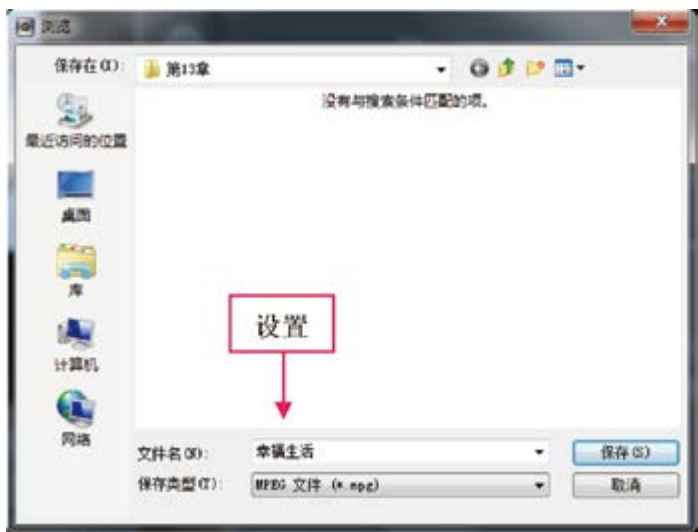 浏览
保存在(I):
第13章
没有与搜索条件匹配的项。
最近访问的位置
桌面
库
计算机
网络
设置
文件名(N):
幸福生活
保存(S)
保存类型(T):
MPEG 文件 (*.mpg)
取消